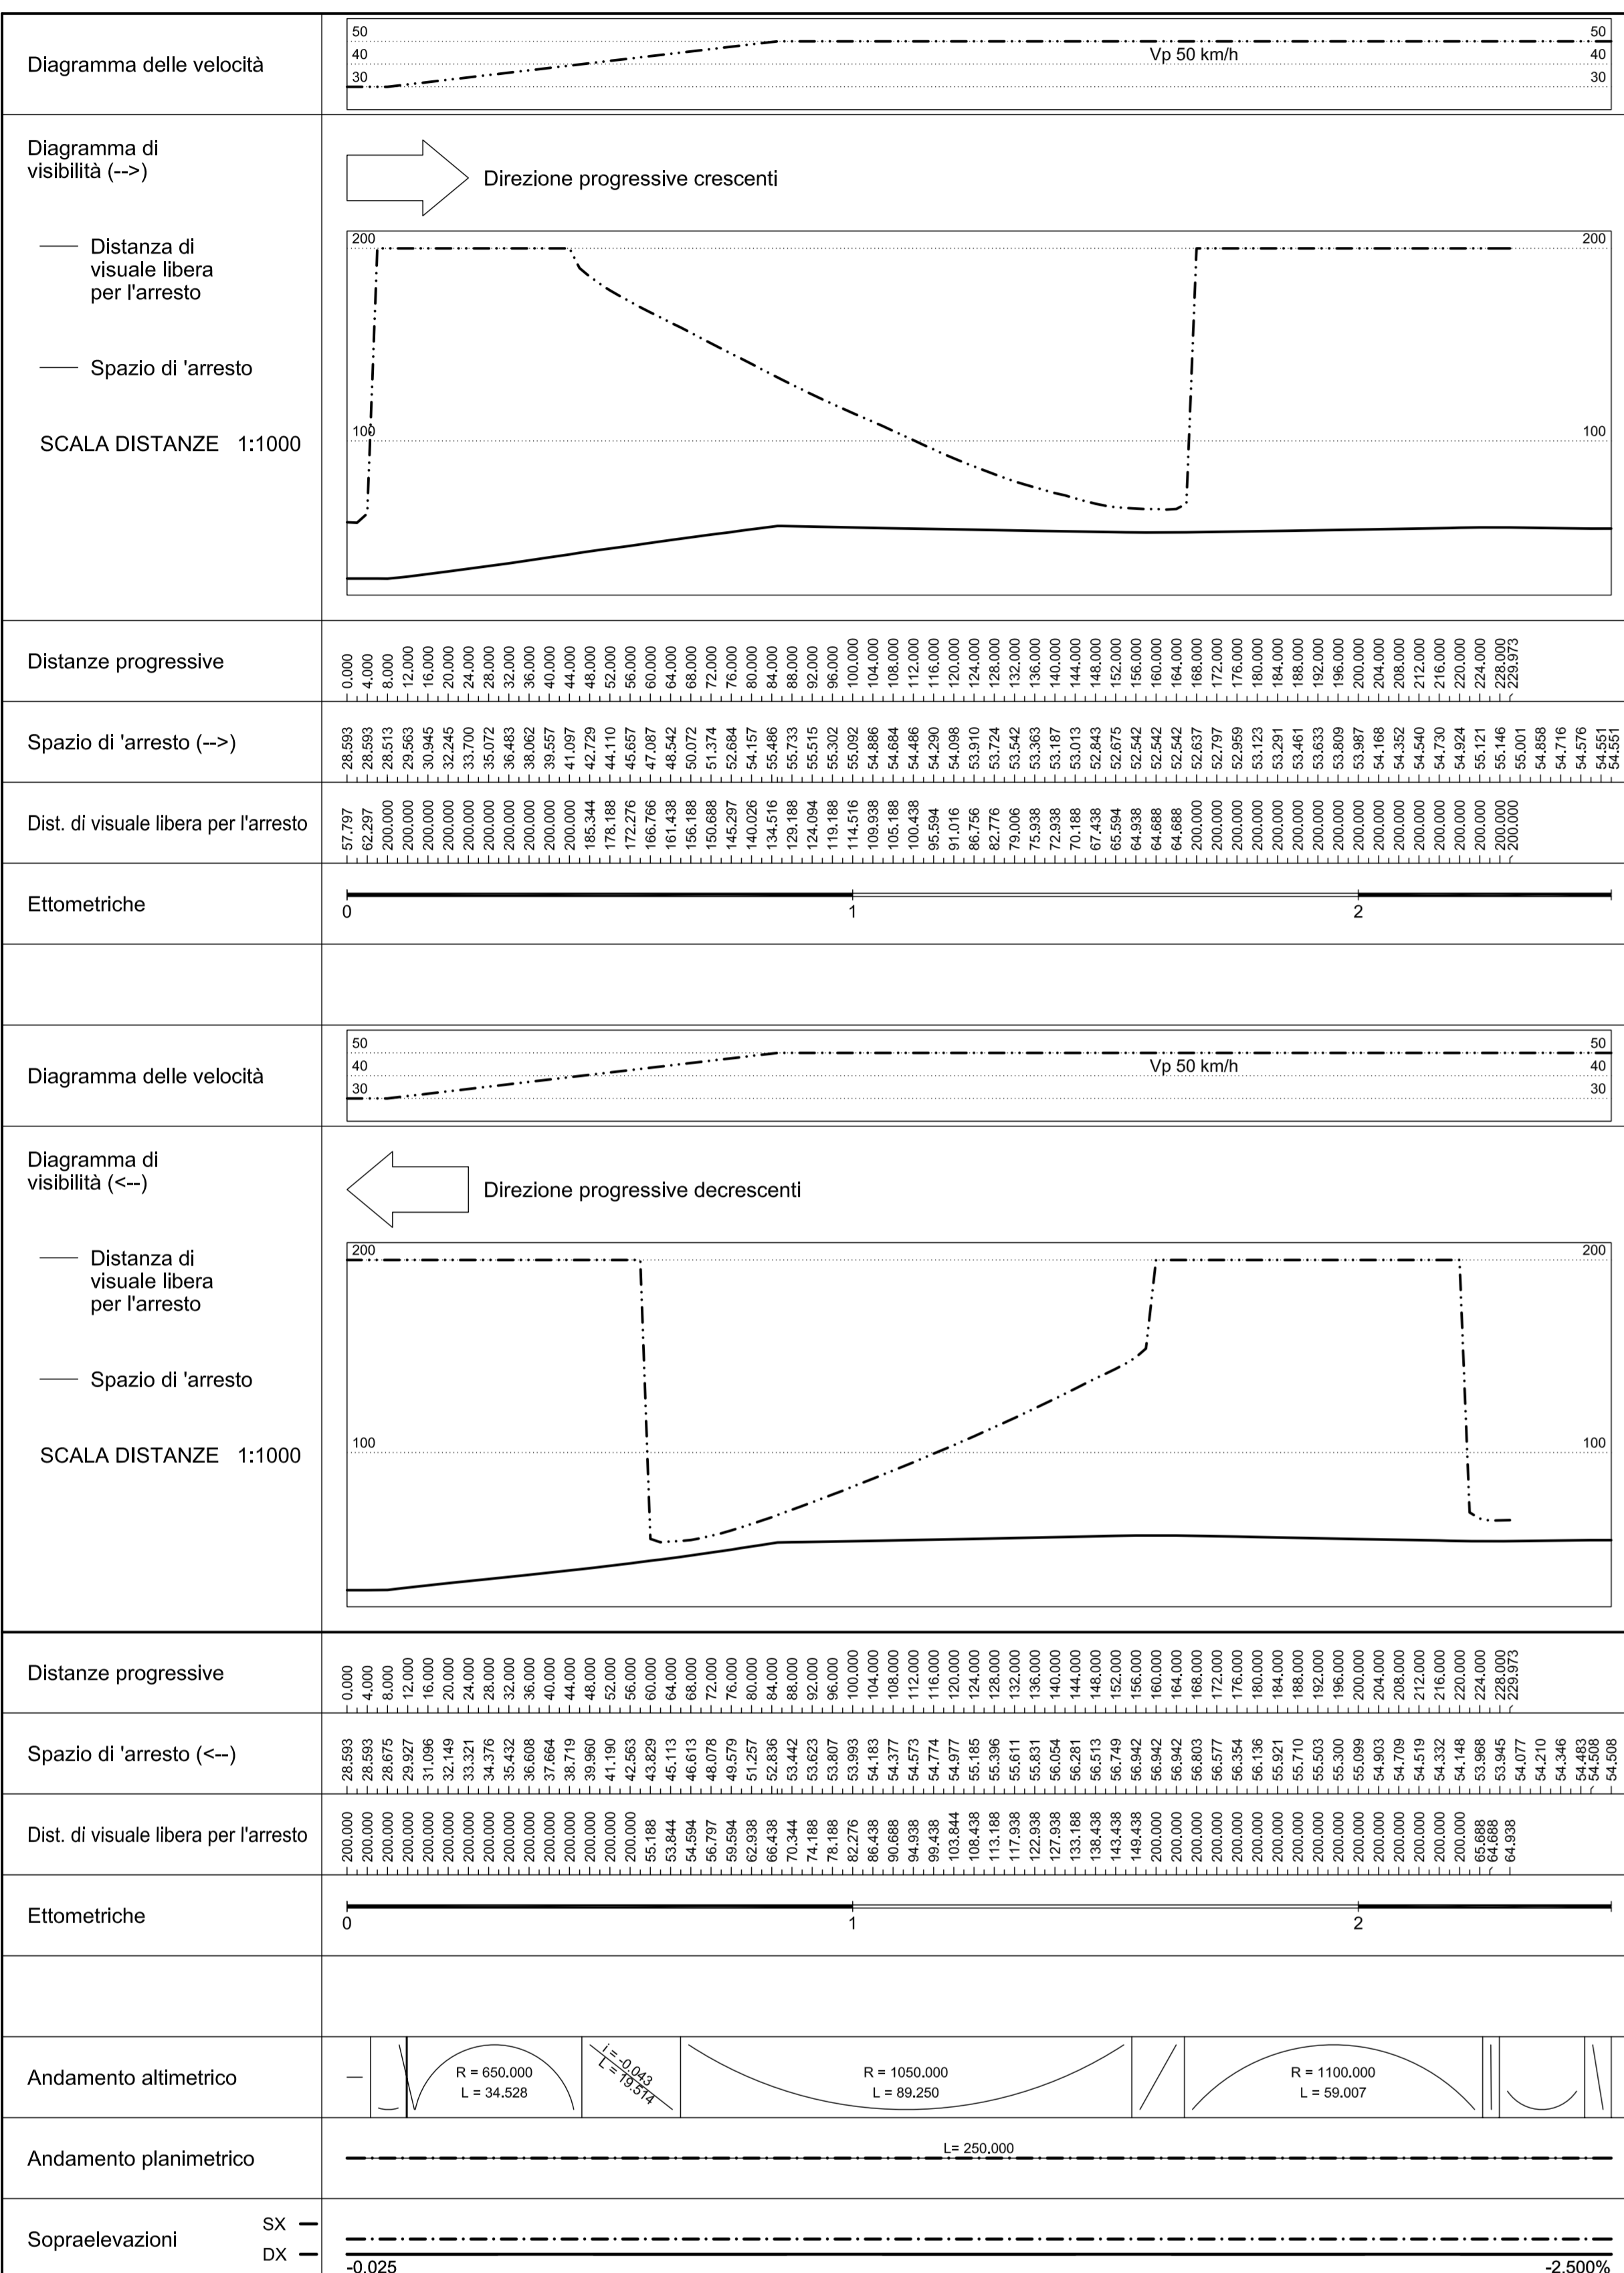 Diagramma delle velocità
50 50
40 40
30 30
Vp 50 km/h
Diagramma di
visibilità (-->)
Direzione progressive crescenti
Distanza di
visuale libera
per l'arresto
Spazio di 'arresto
SCALA DISTANZE 1:1000
200 200
100 100
Distanze progressive
0.000 4.000 8.000 12.000 16.000 20.000 24.000 28.000 32.000 36.000 40.000 44.000 48.000 52.000 56.000 60.000 64.000 68.000 72.000 76.000 80.000 84.000 88.000 92.000 96.000 100.000 104.000 108.000 112.000 116.000 120.000 124.000 128.000 132.000 136.000 140.000 144.000 148.000 152.000 156.000 160.000 164.000 168.000 172.000 176.000 180.000 184.000 188.000 192.000 196.000 200.000 204.000 208.000 212.000 216.000 220.000 224.000 228.000 229.973
Spazio di 'arresto (-->)
28.593 28.593 28.513 29.563 30.945 32.245 33.700 35.072 36.483 38.062 39.557 41.097 42.729 44.110 45.657 47.087 48.542 50.072 51.374 52.684 54.157 55.486 55.733 55.515 55.302 55.092 54.886 54.684 54.486 54.290 54.098 53.910 53.724 53.542 53.363 53.187 53.013 52.843 52.675 52.542 52.542 52.542 52.637 52.797 52.959 53.123 53.291 53.461 53.633 53.809 53.987 54.168 54.352 54.540 54.730 54.924 55.121 55.146 55.001 54.858 54.716 54.576 54.551 54.551
Dist. di visuale libera per l'arresto
57.797 62.297 200.000 200.000 200.000 200.000 200.000 200.000 200.000 200.000 200.000 200.000 185.344 178.188 172.276 166.766 161.438 156.188 150.688 145.297 140.026 134.516 129.188 124.094 119.188 114.516 109.938 105.188 100.438 95.594 91.016 86.756 82.776 79.006 75.938 72.938 70.188 67.438 65.594 64.938 64.688 64.688 200.000 200.000 200.000 200.000 200.000 200.000 200.000 200.000 200.000 200.000 200.000 200.000 200.000 200.000 200.000 200.000 200.000
Ettometriche
0 1 2
Diagramma delle velocità
50 50
40 40
30 30
Vp 50 km/h
Diagramma di
visibilità (<--)
Direzione progressive decrescenti
Distanza di
visuale libera
per l'arresto
Spazio di 'arresto
SCALA DISTANZE 1:1000
200 200
100 100
Distanze progressive
0.000 4.000 8.000 12.000 16.000 20.000 24.000 28.000 32.000 36.000 40.000 44.000 48.000 52.000 56.000 60.000 64.000 68.000 72.000 76.000 80.000 84.000 88.000 92.000 96.000 100.000 104.000 108.000 112.000 116.000 120.000 124.000 128.000 132.000 136.000 140.000 144.000 148.000 152.000 156.000 160.000 164.000 168.000 172.000 176.000 180.000 184.000 188.000 192.000 196.000 200.000 204.000 208.000 212.000 216.000 220.000 224.000 228.000 229.973
Spazio di 'arresto (<--)
28.593 28.593 28.675 29.927 31.096 32.149 33.321 34.376 35.432 36.608 37.664 38.719 39.960 41.190 42.563 43.829 45.113 46.613 48.078 49.579 51.257 52.836 53.442 53.623 53.807 53.993 54.183 54.377 54.573 54.774 54.977 55.185 55.396 55.611 55.831 56.054 56.281 56.513 56.749 56.942 56.942 56.942 56.803 56.577 56.354 56.136 55.921 55.710 55.503 55.300 55.099 54.903 54.709 54.519 54.332 54.148 53.968 53.945 54.077 54.210 54.346 54.483 54.508 54.508
Dist. di visuale libera per l'arresto
200.000 200.000 200.000 200.000 200.000 200.000 200.000 200.000 200.000 200.000 200.000 200.000 200.000 200.000 200.000 55.188 53.844 54.594 56.797 59.594 62.938 66.438 70.344 74.188 78.188 82.276 86.438 90.688 94.938 99.438 103.844 108.438 113.188 117.938 122.938 127.938 133.188 138.438 143.438 149.438 200.000 200.000 200.000 200.000 200.000 200.000 200.000 200.000 200.000 200.000 200.000 200.000 200.000 200.000 200.000 200.000 65.688 64.688 64.938
Ettometriche
0 1 2
Andamento altimetrico
R = 650.000
L = 34.528
i = -0.043
L = 19.514
R = 1050.000
L = 89.250
R = 1100.000
L = 59.007
Andamento planimetrico
L= 250.000
Sopraelevazioni
SX
DX
-0.025 -2.500%